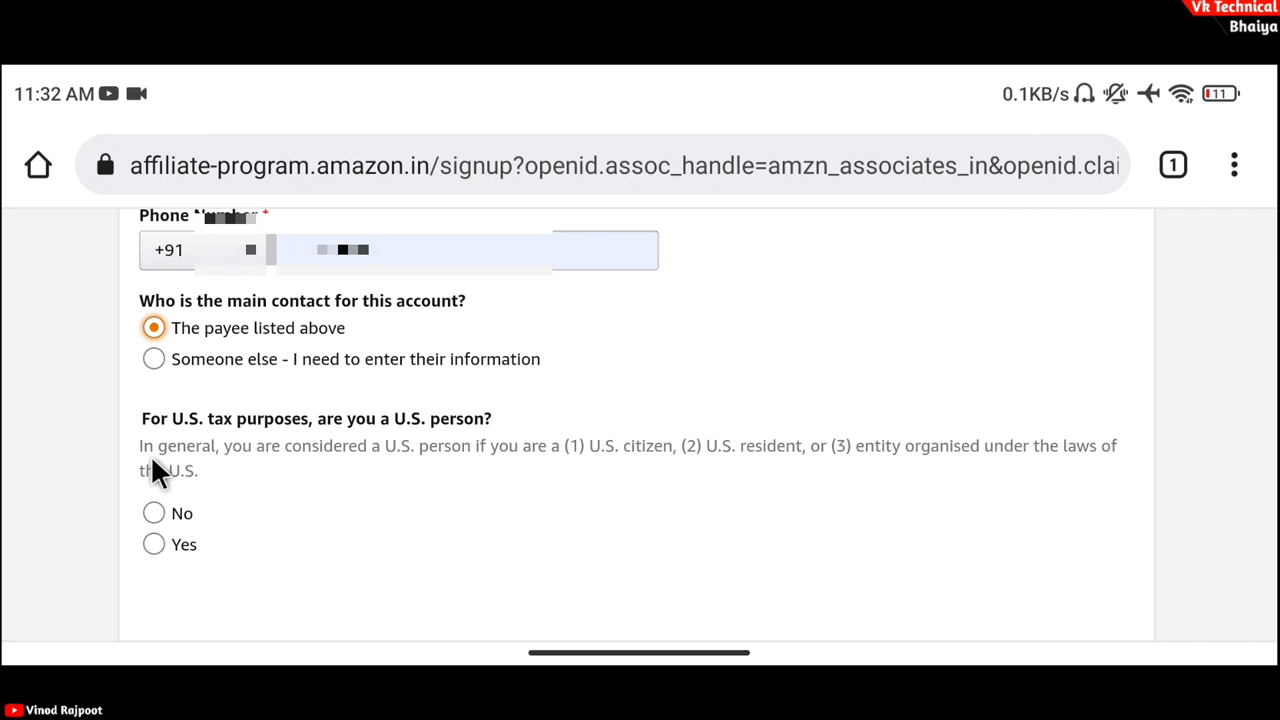 Vk Technical
Bhaiya
11:32 AM
0.1KB/s
11
affiliate-program.amazon.in/signup?openid.assoc_handle=amzn_associates_in&openid.clai
1
Phone Number *
+91
Who is the main contact for this account?
The payee listed above
Someone else - I need to enter their information
For U.S. tax purposes, are you a U.S. person?
In general, you are considered a U.S. person if you are a (1) U.S. citizen, (2) U.S. resident, or (3) entity organised under the laws of
the U.S.
No
Yes
Vinod Rajpoot